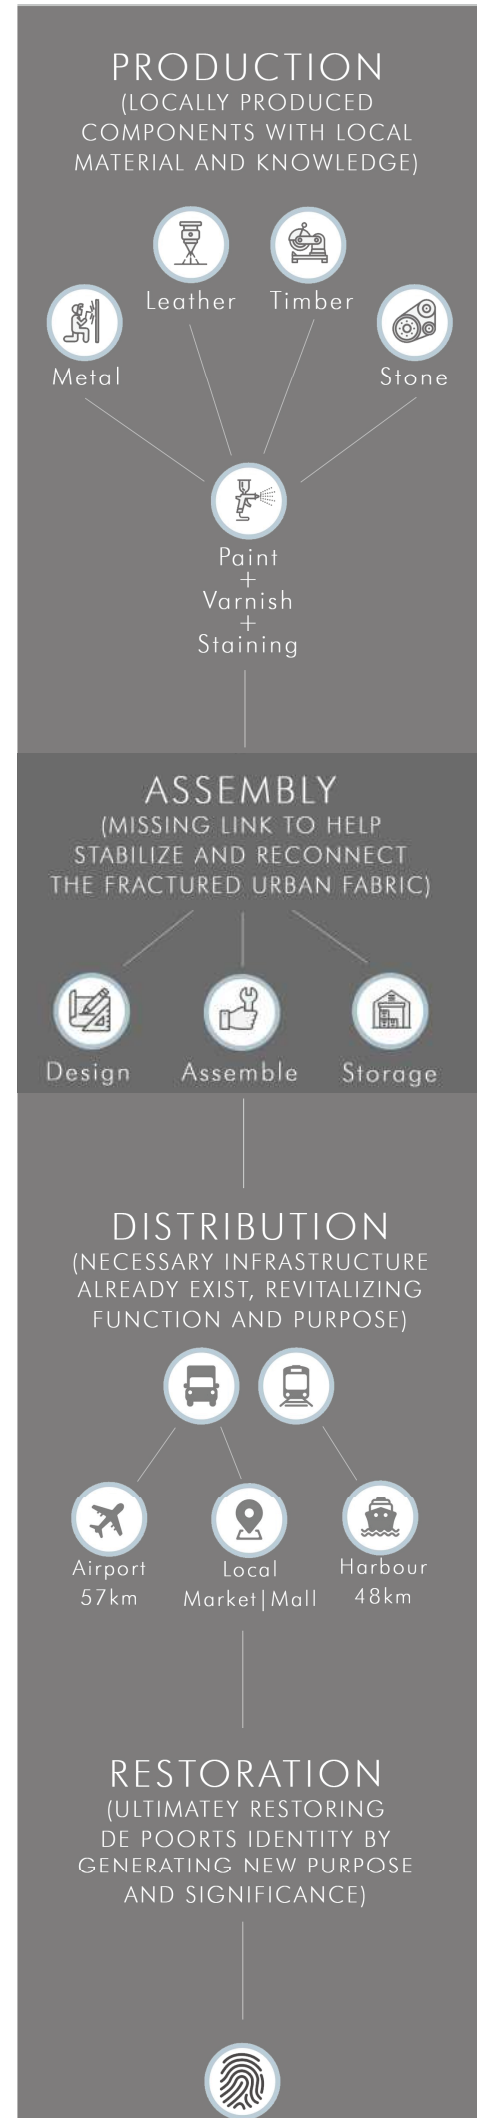 PRODUCTION
(LOCALLY PRODUCED
COMPONENTS WITH LOCAL
MATERIAL AND KNOWLEDGE)
Leather
Timber
Metal
Stone
Paint
+
Varnish
+
Staining
ASSEMBLY
(MISSING LINK TO HELP
STABILIZE AND RECONNECT
THE FRACTURED URBAN FABRIC)
Design
Assemble
Storage
DISTRIBUTION
(NECESSARY INFRASTRUCTURE
ALREADY EXIST, REVITALIZING
FUNCTION AND PURPOSE)
Airport
57km
Local
Market|Mall
Harbour
48km
RESTORATION
(ULTIMATEY RESTORING
DE POORTS IDENTITY BY
GENERATING NEW PURPOSE
AND SIGNIFICANCE)